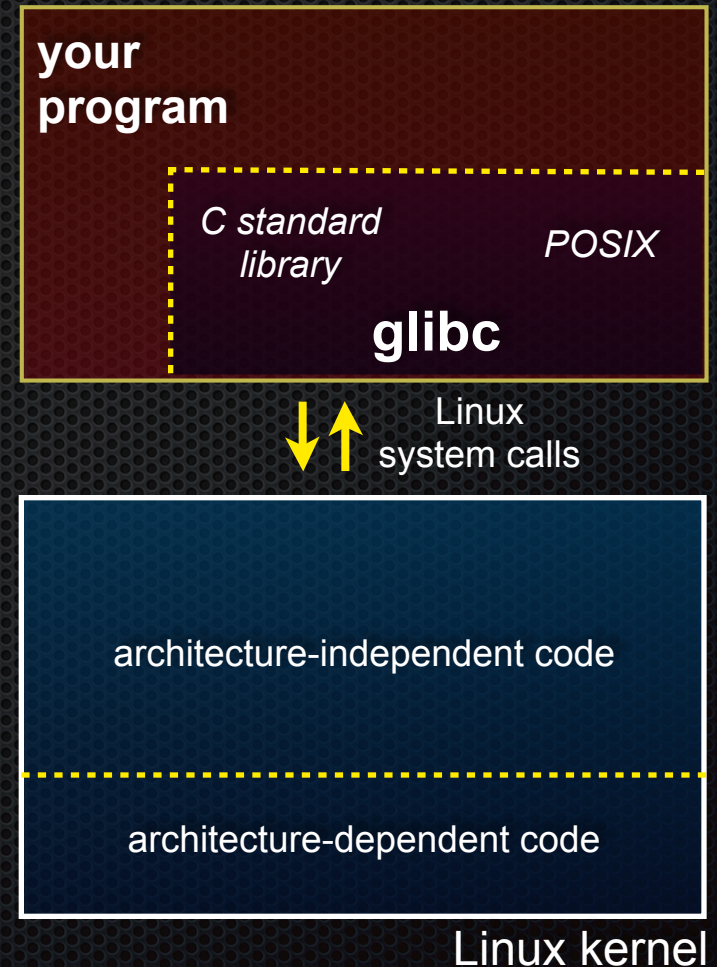 your
program
C standard
library
POSIX
glibc
Linux
system calls
architecture-independent code
architecture-dependent code
Linux kernel